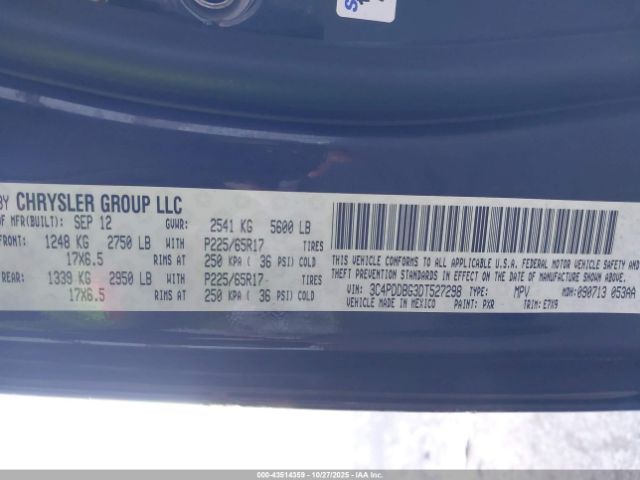 BY CHRYSLER GROUP LLC
OF MFR(BUILT): SEP 12 GVWR: 2541 KG 5600 LB
FRONT: 1248 KG 2750 LB WITH P225/65R17 TIRES
17X6.5 RIMS AT 250 KPA ( 36 PSI) COLD
REAR: 1339 KG 2950 LB WITH P225/65R17 TIRES
17X6.5 RIMS AT 250 KPA ( 36 PSI) COLD
THIS VEHICLE CONFORMS TO ALL APPLICABLE U.S.A. FEDERAL MOTOR VEHICLE SAFETY AND
THEFT PREVENTION STANDARDS IN EFFECT ON THE DATE OF MANUFACTURE SHOWN ABOVE.
VIN: 3C4PDDBG3DT527298 TYPE: MPV MDH: 090713 053AA
VEHICLE MADE IN MEXICO PAINT: PXR TRIM: E7X9
000-43514359 | 10/27/2025 | IAAI.com